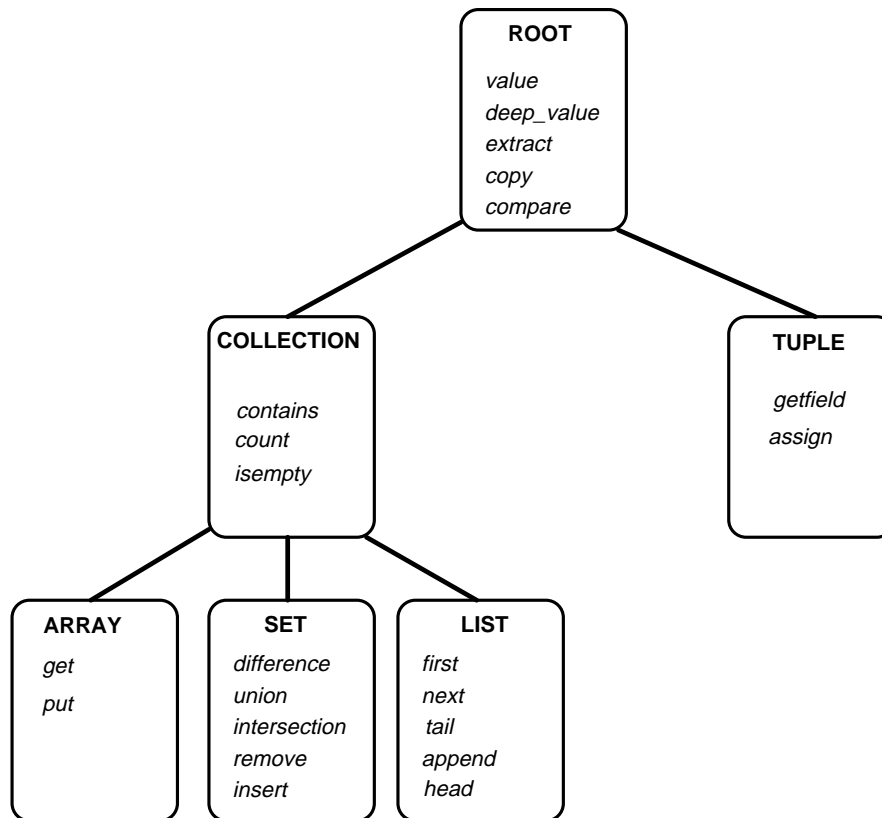 ROOT
value
deep_value
extract
copy
compare
COLLECTION
contains
count
isempty
TUPLE
getfield
assign
ARRAY
get
put
SET
difference
union
intersection
remove
insert
LIST
first
next
tail
append
head